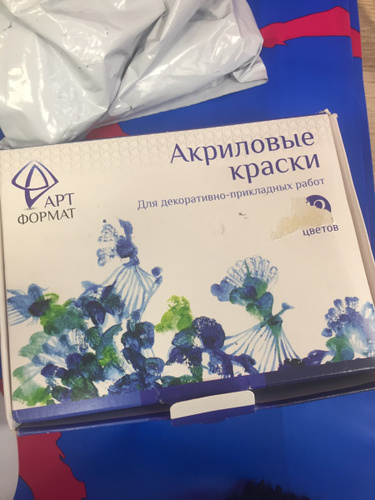 Акриловые
краски
Для декоративно-прикладных работ
АРТ
ФОРМАТ
цветов